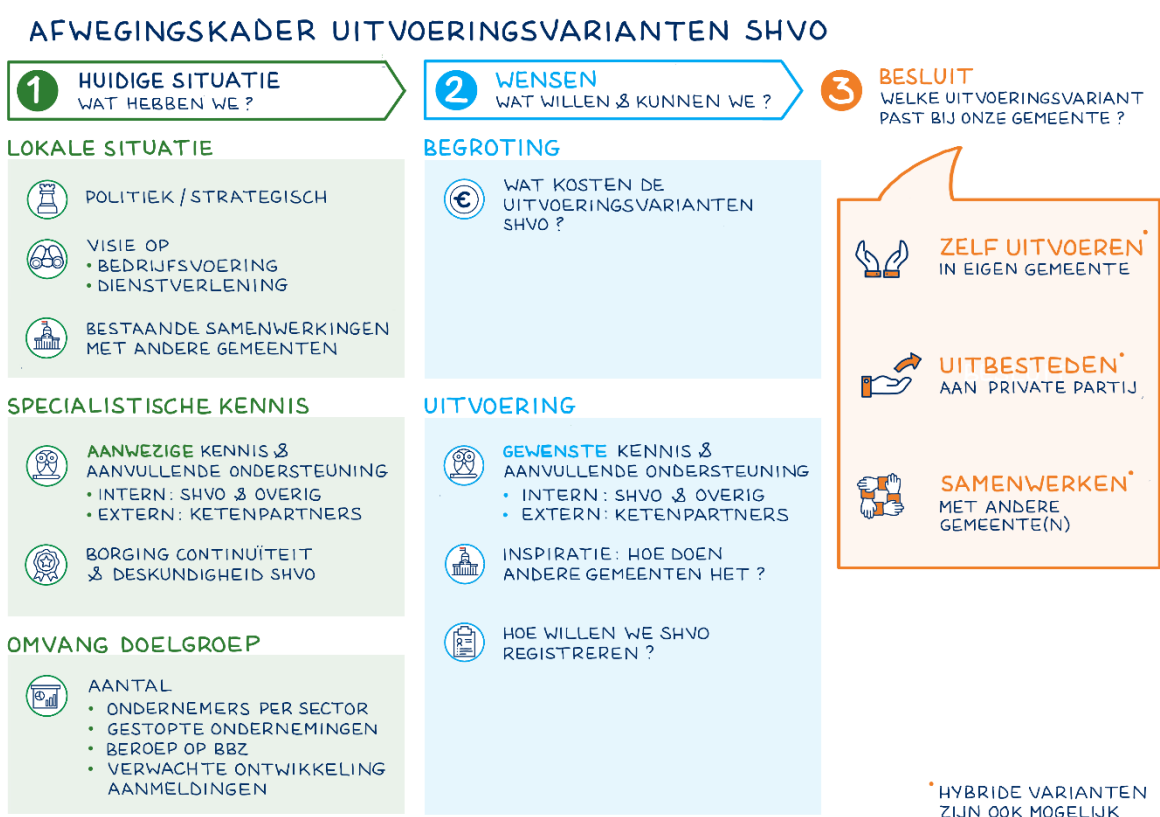 AFWEGINGSKADER UITVOERINGSVARIANTEN SHVO
1 HUIDIGE SITUATIE
WAT HEBBEN WE?
LOKALE SITUATIE
POLITIEK / STRATEGISCH
VISIE OP
• BEDRIJFSVOERING
• DIENSTVERLENING
BESTAANDE SAMENWERKINGEN
MET ANDERE GEMEENTEN
SPECIALISTISCHE KENNIS
AANWEZIGE KENNIS &
AANVULLENDE ONDERSTEUNING
• INTERN: SHVO & OVERIG
• EXTERN: KETENPARTNERS
BORGING CONTINUÏTEIT
& DESKUNDIGHEID SHVO
OMVANG DOELGROEP
AANTAL
• ONDERNEMERS PER SECTOR
• GESTOPTE ONDERNEMINGEN
• BEROEP OP BBZ
• VERWACHTE ONTWIKKELING
AANMELDINGEN
2 WENSEN
WAT WILLEN & KUNNEN WE?
BEGROTING
€
WAT KOSTEN DE
UITVOERINGSVARIANTEN
SHVO?
UITVOERING
GEWENSTE KENNIS &
AANVULLENDE ONDERSTEUNING
• INTERN: SHVO & OVERIG
• EXTERN: KETENPARTNERS
INSPIRATIE: HOE DOEN
ANDERE GEMEENTEN HET?
HOE WILLEN WE SHVO
REGISTREREN?
3 BESLUIT
WELKE UITVOERINGSVARIANT
PAST BIJ ONZE GEMEENTE?
ZELF UITVOEREN*
IN EIGEN GEMEENTE
UITBESTEDEN*
AAN PRIVATE PARTIJ
SAMENWERKEN*
MET ANDERE
GEMEENTE(N)
* HYBRIDE VARIANTEN
ZIJN OOK MOGELIJK